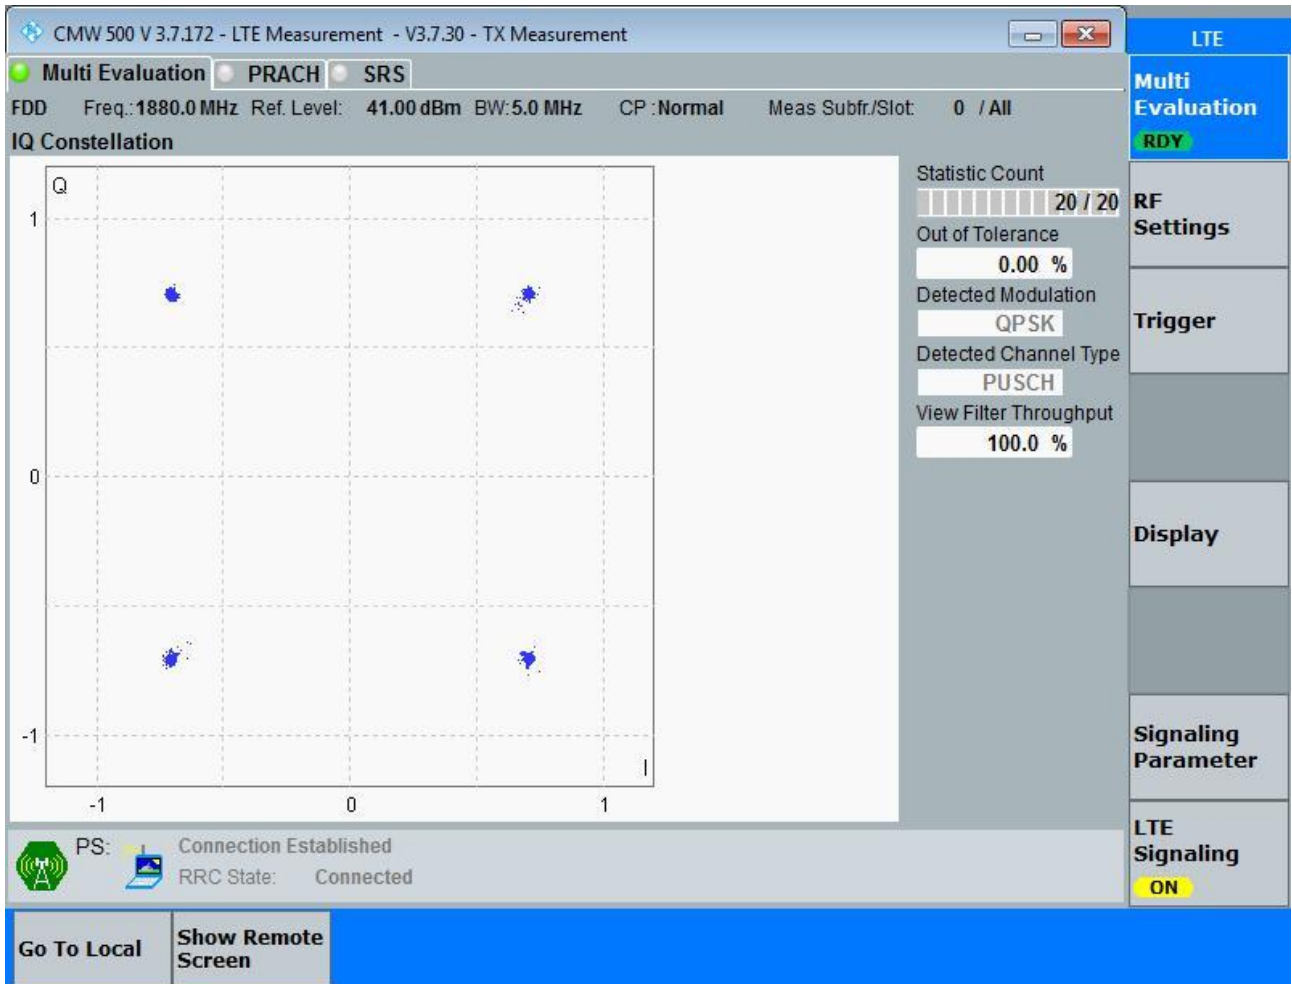 CMW 500 V 3.7.172 - LTE Measurement - V3.7.30 - TX Measurement
LTE
Multi Evaluation PRACH SRS
FDD Freq.: 1880.0 MHz Ref. Level: 41.00 dBm BW: 5.0 MHz CP : Normal Meas Subfr./Slot: 0 / All
IQ Constellation
Q
1
0
-1
I
-1 0 1
Statistic Count
20 / 20
Out of Tolerance
0.00 %
Detected Modulation
QPSK
Detected Channel Type
PUSCH
View Filter Throughput
100.0 %
Multi
Evaluation
RDY
RF
Settings
Trigger
Display
Signaling
Parameter
LTE
Signaling
ON
PS: Connection Established
RRC State: Connected
Go To Local
Show Remote
Screen